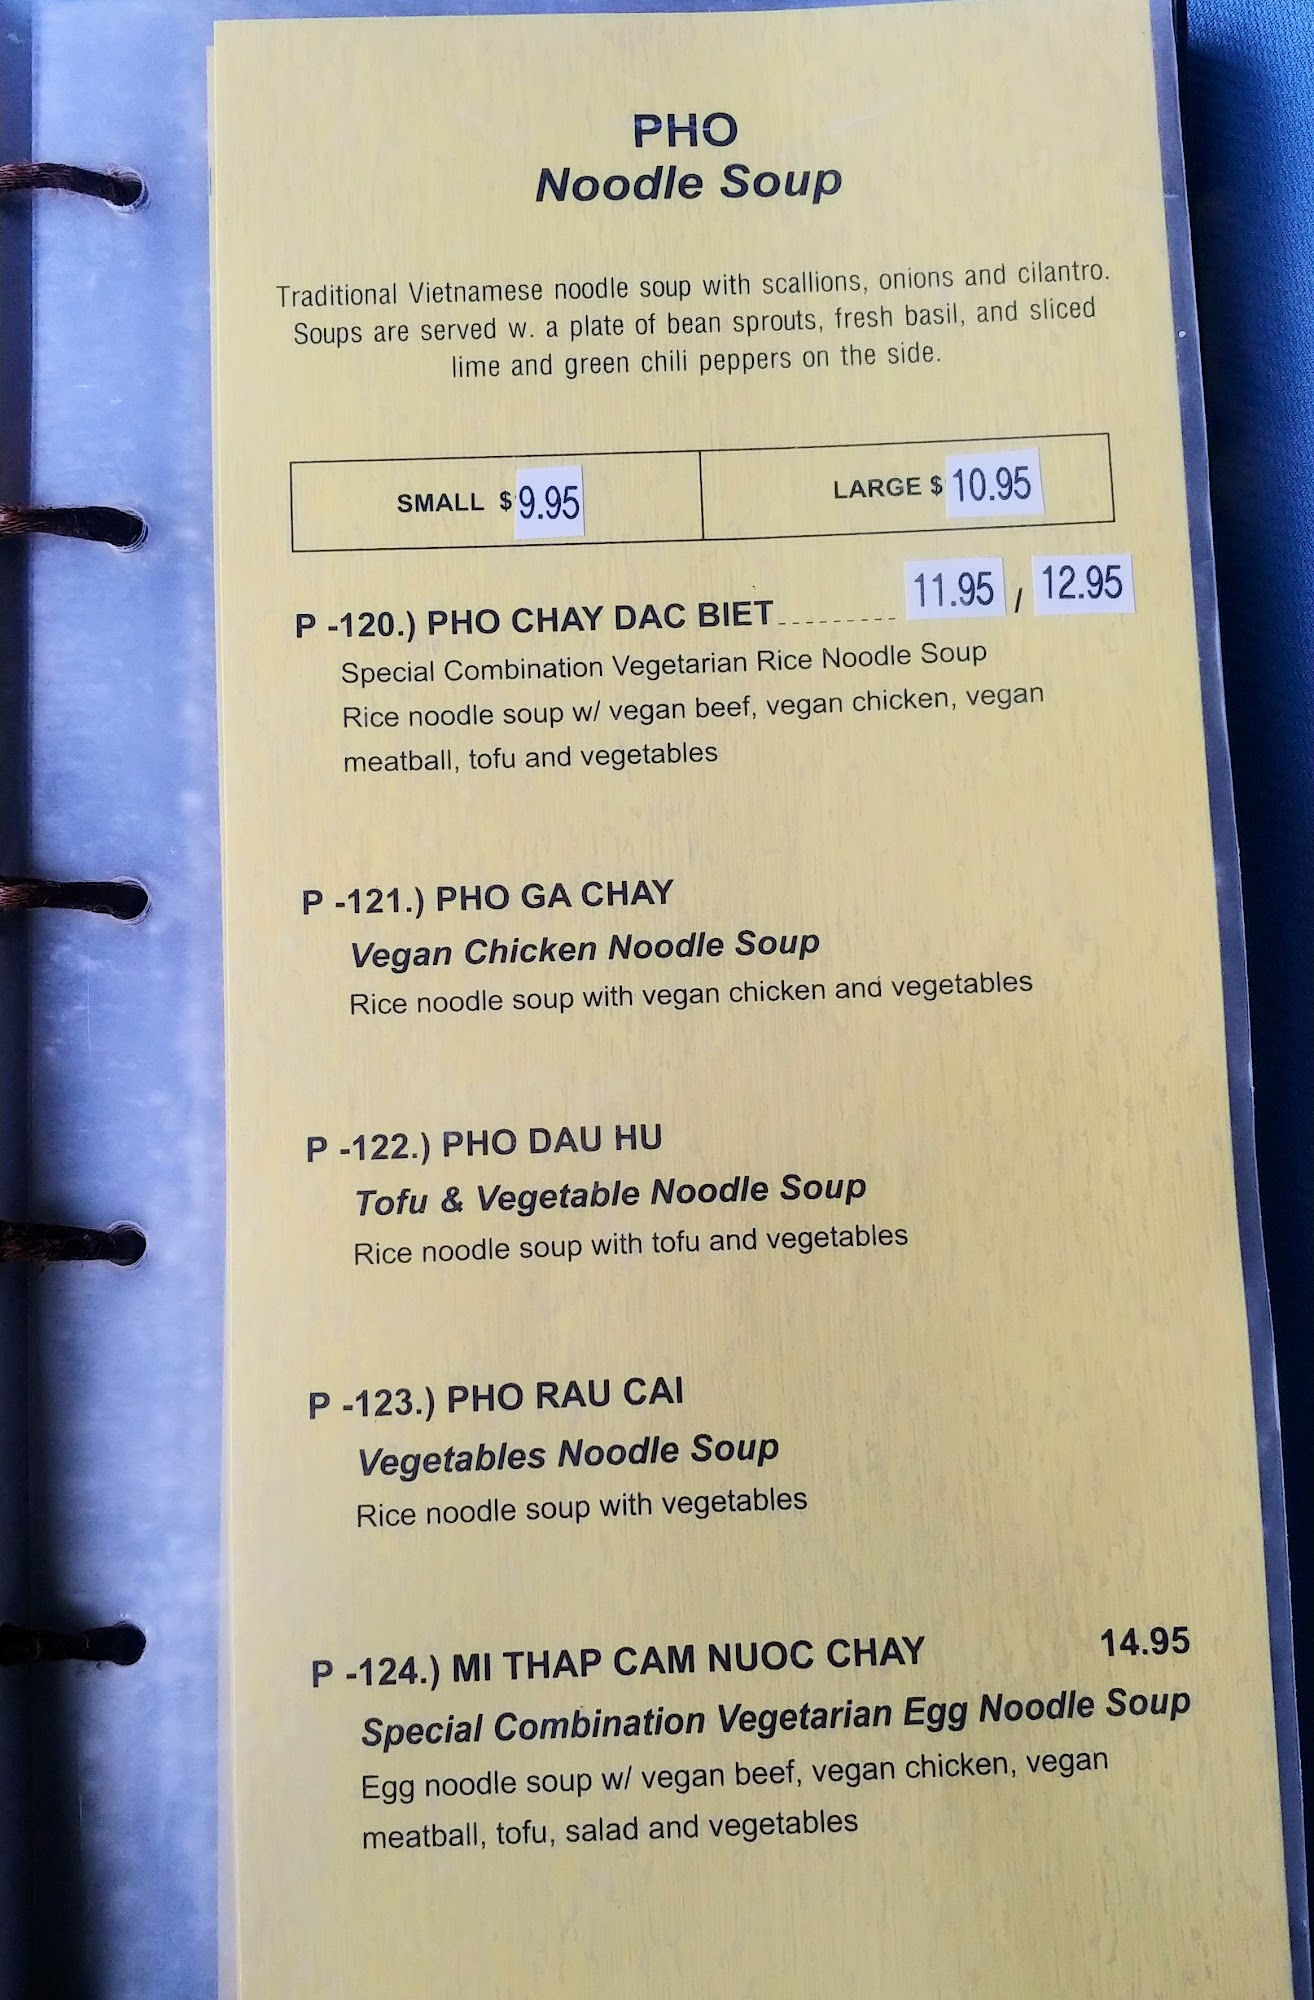 PHO
Noodle Soup
Traditional Vietnamese noodle soup with scallions, onions and cilantro.
Soups are served w. a plate of bean sprouts, fresh basil, and sliced
lime and green chili peppers on the side.
SMALL $ 9.95 LARGE $ 10.95
P -120.) PHO CHAY DAC BIET......... 11.95 / 12.95
Special Combination Vegetarian Rice Noodle Soup
Rice noodle soup w/ vegan beef, vegan chicken, vegan
meatball, tofu and vegetables
P -121.) PHO GA CHAY
Vegan Chicken Noodle Soup
Rice noodle soup with vegan chicken and vegetables
P -122.) PHO DAU HU
Tofu & Vegetable Noodle Soup
Rice noodle soup with tofu and vegetables
P -123.) PHO RAU CAI
Vegetables Noodle Soup
Rice noodle soup with vegetables
P -124.) MI THAP CAM NUOC CHAY 14.95
Special Combination Vegetarian Egg Noodle Soup
Egg noodle soup w/ vegan beef, vegan chicken, vegan
meatball, tofu, salad and vegetables